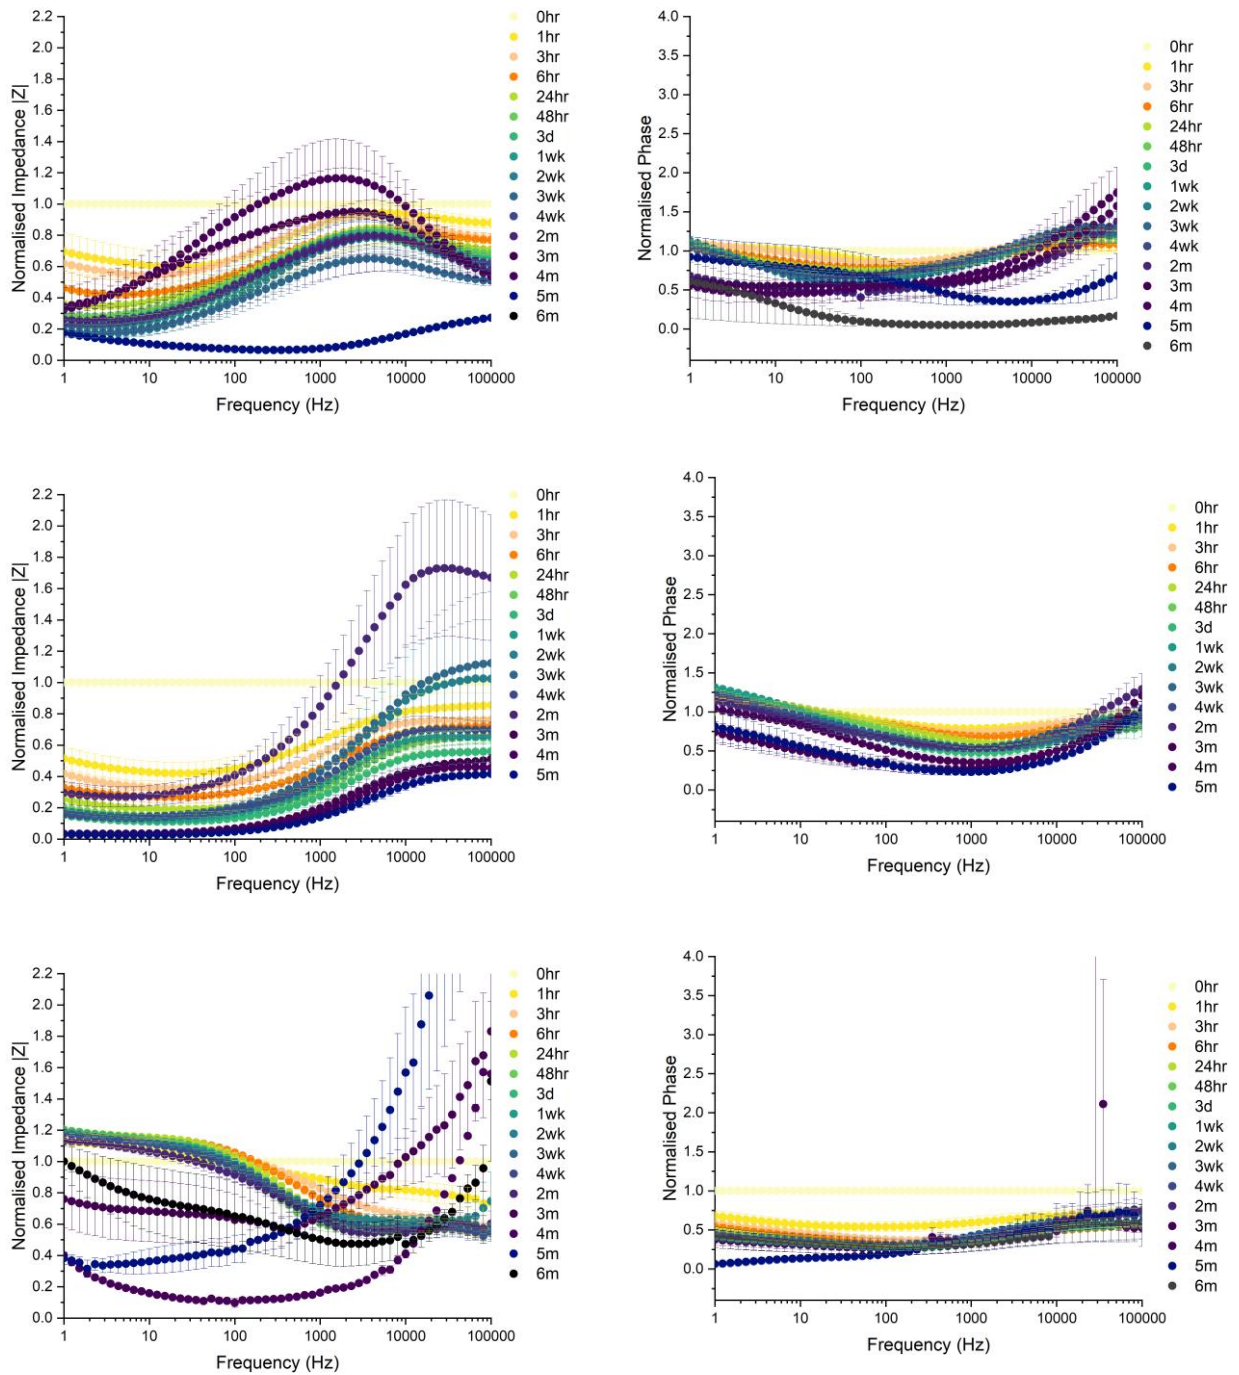 Normalised Impedance |Z|
2.2
2.0
1.8
1.6
1.4
1.2
1.0
0.8
0.6
0.4
0.2
0.0
1
10
100
1000
10000
100000
Frequency (Hz)
0hr
1hr
3hr
6hr
24hr
48hr
3d
1wk
2wk
3wk
4wk
2m
3m
4m
5m
6m
Normalised Phase
4.0
3.5
3.0
2.5
2.0
1.5
1.0
0.5
0.0
1
10
100
1000
10000
100000
Frequency (Hz)
0hr
1hr
3hr
6hr
24hr
48hr
3d
1wk
2wk
3wk
4wk
2m
3m
4m
5m
6m
Normalised Impedance |Z|
2.2
2.0
1.8
1.6
1.4
1.2
1.0
0.8
0.6
0.4
0.2
0.0
1
10
100
1000
10000
100000
Frequency (Hz)
0hr
1hr
3hr
6hr
24hr
48hr
3d
1wk
2wk
3wk
4wk
2m
3m
4m
5m
Normalised Phase
4.0
3.5
3.0
2.5
2.0
1.5
1.0
0.5
0.0
1
10
100
1000
10000
100000
Frequency (Hz)
0hr
1hr
3hr
6hr
24hr
48hr
3d
1wk
2wk
3wk
4wk
2m
3m
4m
5m
Normalised Impedance |Z|
2.2
2.0
1.8
1.6
1.4
1.2
1.0
0.8
0.6
0.4
0.2
0.0
1
10
100
1000
10000
100000
Frequency (Hz)
0hr
1hr
3hr
6hr
24hr
48hr
3d
1wk
2wk
3wk
4wk
2m
3m
4m
5m
6m
Normalised Phase
4.0
3.5
3.0
2.5
2.0
1.5
1.0
0.5
0.0
1
10
100
1000
10000
100000
Frequency (Hz)
0hr
1hr
3hr
6hr
24hr
48hr
3d
1wk
2wk
3wk
4wk
2m
3m
4m
5m
6m